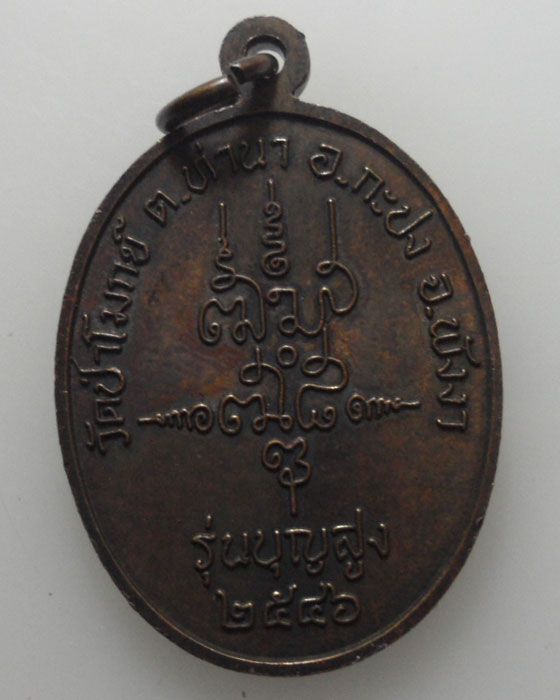 วัดป่าโมกข์ ต.ท่านา อ.กะปง จ.พังงา
รุ่นบุญสูง
๒๕๔๖